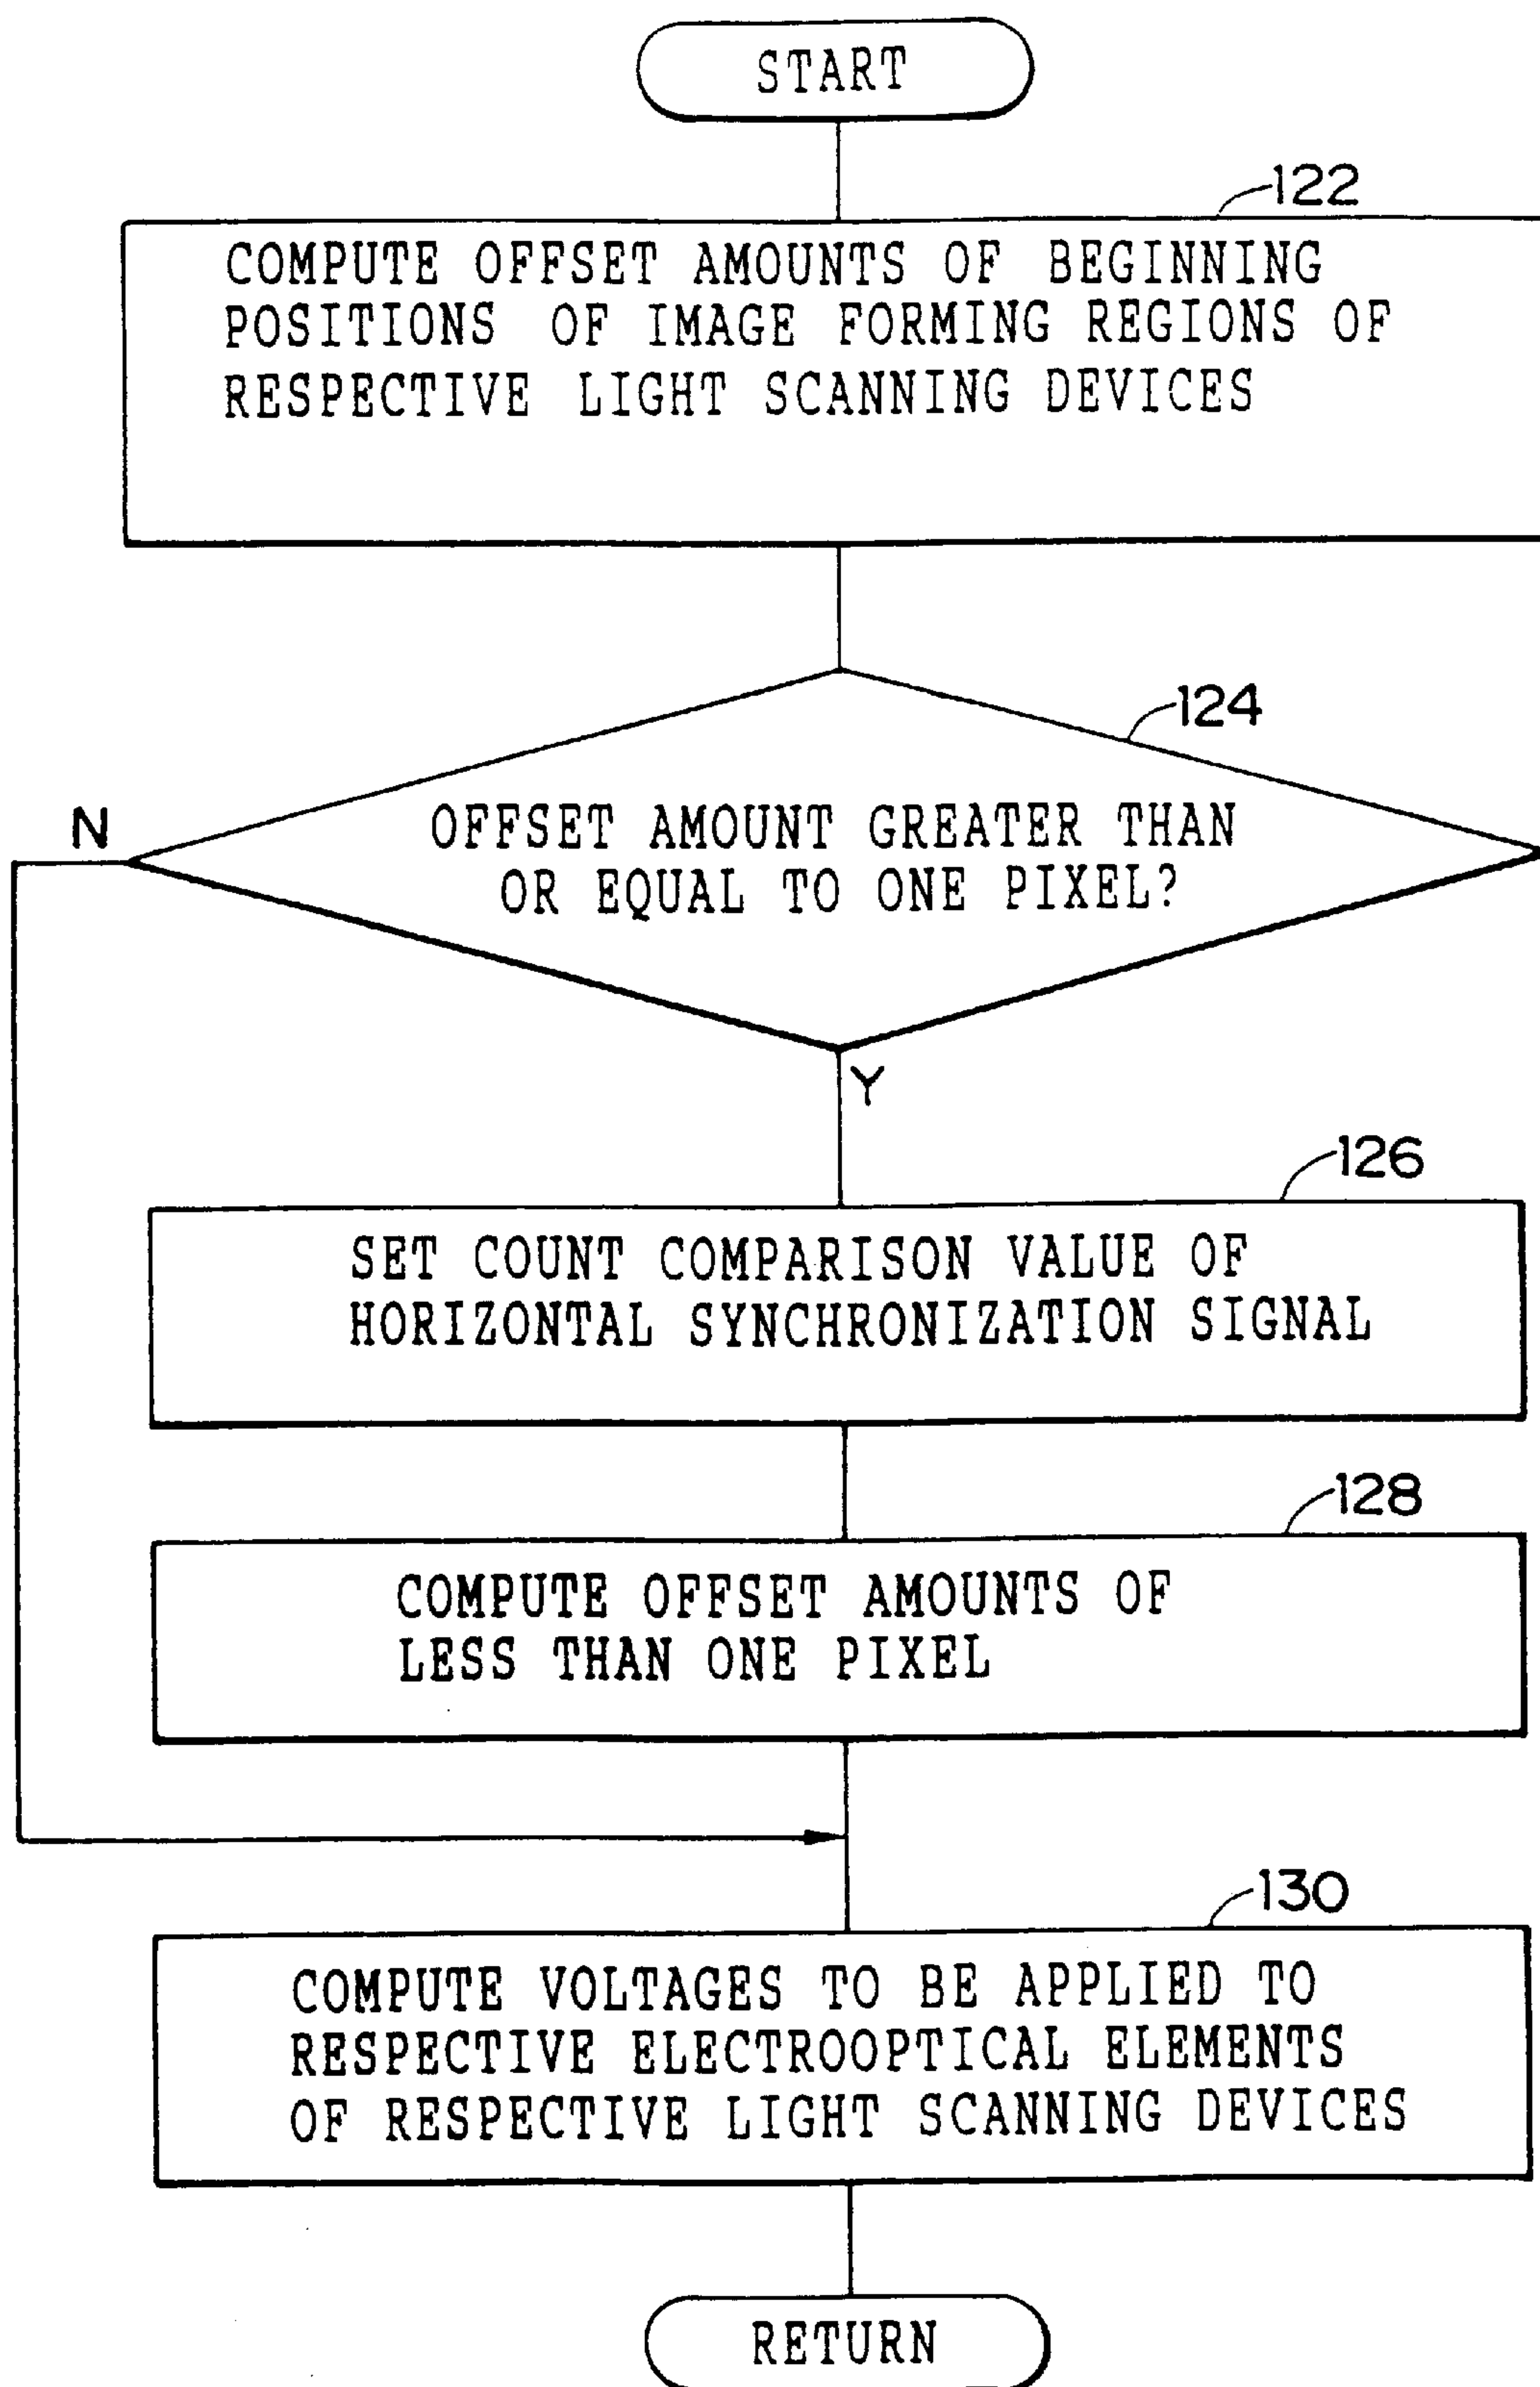 START
122
COMPUTE OFFSET AMOUNTS OF BEGINNING
POSITIONS OF IMAGE FORMING REGIONS OF
RESPECTIVE LIGHT SCANNING DEVICES
124
N
OFFSET AMOUNT GREATER THAN
OR EQUAL TO ONE PIXEL?
Y
126
SET COUNT COMPARISON VALUE OF
HORIZONTAL SYNCHRONIZATION SIGNAL
128
COMPUTE OFFSET AMOUNTS OF
LESS THAN ONE PIXEL
130
COMPUTE VOLTAGES TO BE APPLIED TO
RESPECTIVE ELECTROOPTICAL ELEMENTS
OF RESPECTIVE LIGHT SCANNING DEVICES
RETURN